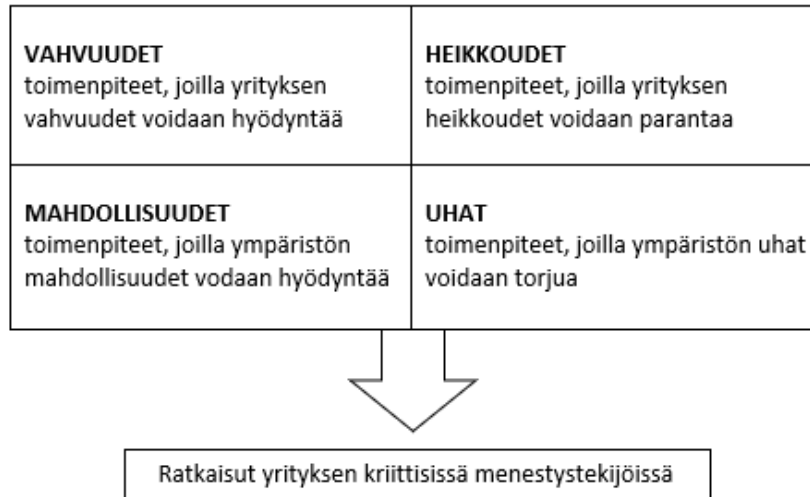 VAHVUUDET
toimenpiteet, joilla yrityksen
vahvuudet voidaan hyödyntää
HEIKKOUDET
toimenpiteet, joilla yrityksen
heikkoudet voidaan parantaa
MAHDOLLISUUDET
toimenpiteet, joilla ympäristön
mahdollisuudet vodaan hyödyntää
UHAT
toimenpiteet, joilla ympäristön uhat
voidaan torjua
Ratkaisut yrityksen kriittisissä menestystekijöissä